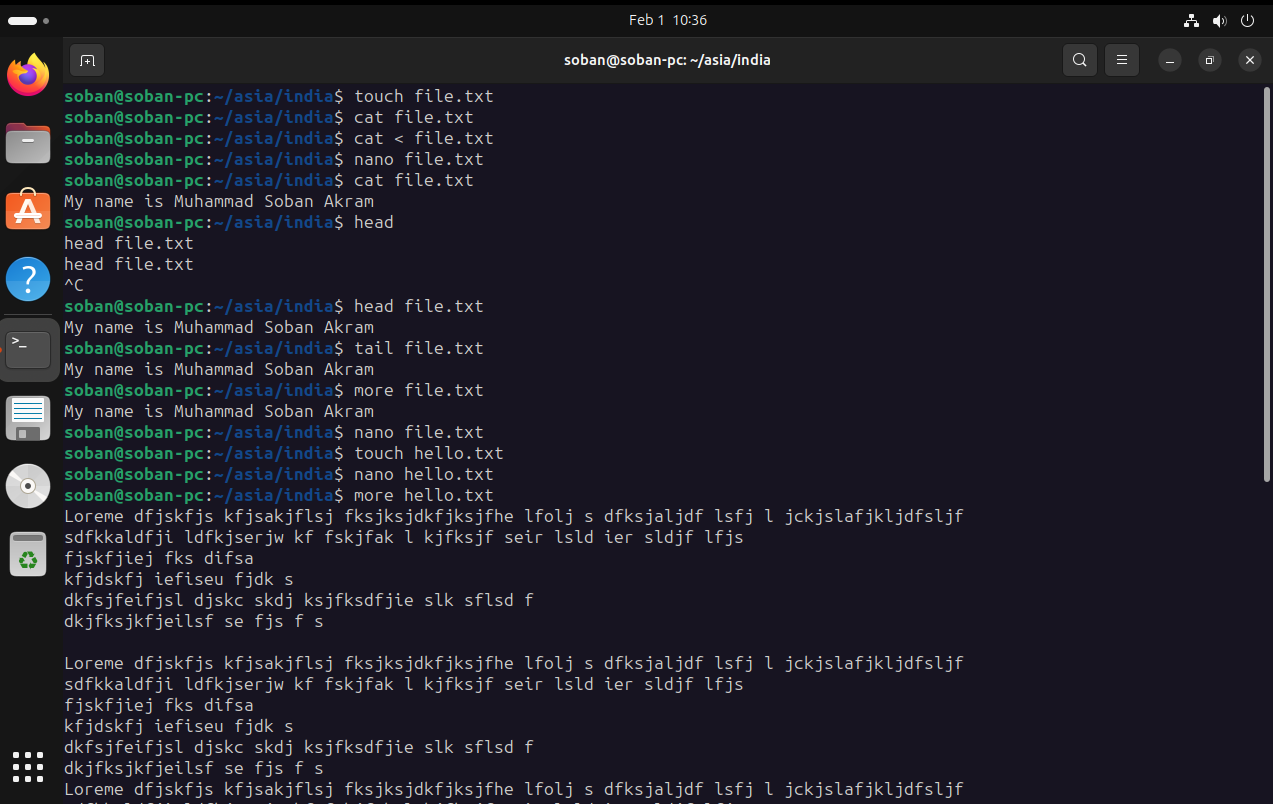 Feb 1 10:36
soban@soban-pc: ~/asia/india
soban@soban-pc:~/asia/india$ touch file.txt
soban@soban-pc:~/asia/india$ cat file.txt
soban@soban-pc:~/asia/india$ cat < file.txt
soban@soban-pc:~/asia/india$ nano file.txt
soban@soban-pc:~/asia/india$ cat file.txt
My name is Muhammad Soban Akram
soban@soban-pc:~/asia/india$ head
head file.txt
head file.txt
^C
soban@soban-pc:~/asia/india$ head file.txt
My name is Muhammad Soban Akram
soban@soban-pc:~/asia/india$ tail file.txt
My name is Muhammad Soban Akram
soban@soban-pc:~/asia/india$ more file.txt
My name is Muhammad Soban Akram
soban@soban-pc:~/asia/india$ nano file.txt
soban@soban-pc:~/asia/india$ touch hello.txt
soban@soban-pc:~/asia/india$ nano hello.txt
soban@soban-pc:~/asia/india$ more hello.txt
Loreme dfjskfjs kfjsakjflsj fksjksjdkfjksjfhe lfolj s dfksjaljdf lsfj l jckjslafjkljdfsljf
sdfkkaldfji ldfkjserjw kf fskjfak l kjfksjf seir lsld ier sldjf lfjs
fjskfjiej fks difsa
kfjdskfj iefiseu fjdk s
dkfsjfeifjsl djskc skdj ksjfksdfjie slk sflsd f
dkjfksjkfjeilsf se fjs f s
Loreme dfjskfjs kfjsakjflsj fksjksjdkfjksjfhe lfolj s dfksjaljdf lsfj l jckjslafjkljdfsljf
sdfkkaldfji ldfkjserjw kf fskjfak l kjfksjf seir lsld ier sldjf lfjs
fjskfjiej fks difsa
kfjdskfj iefiseu fjdk s
dkfsjfeifjsl djskc skdj ksjfksdfjie slk sflsd f
dkjfksjkfjeilsf se fjs f s
Loreme dfjskfjs kfjsakjflsj fksjksjdkfjksjfhe lfolj s dfksjaljdf lsfj l jckjslafjkljdfsljf